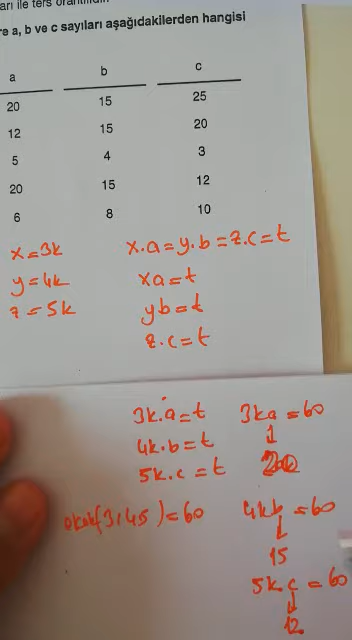 arı ile ters orantılıdır
e a, b ve c sayıları aşağıdakilerden hangisi
a b c
20 15 25
12 15 20
5 4 3
20 15 12
6 8 10
x=3k x.a=y.b=z.c=t
y=4k xa=t
z=5k yb=t
z.c=t
3k.a=t 3ka=60
4k.b=t 1
5k.c=t 20
okek(3,4,5)=60 4kb=60
15
5k.c=60
12